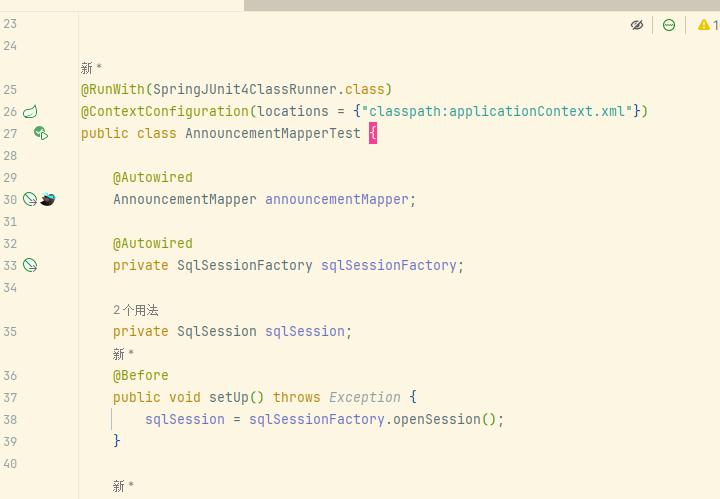 1
23
24
新 *
25 @RunWith(SpringJUnit4ClassRunner.class)
26 @ContextConfiguration(locations = {"classpath:applicationContext.xml"})
27 public class AnnouncementMapperTest {
28
29 @Autowired
30 AnnouncementMapper announcementMapper;
31
32 @Autowired
33 private SqlSessionFactory sqlSessionFactory;
34
2 个用法
35 private SqlSession sqlSession;
新 *
36 @Before
37 public void setUp() throws Exception {
38 sqlSession = sqlSessionFactory.openSession();
39 }
40
新 *